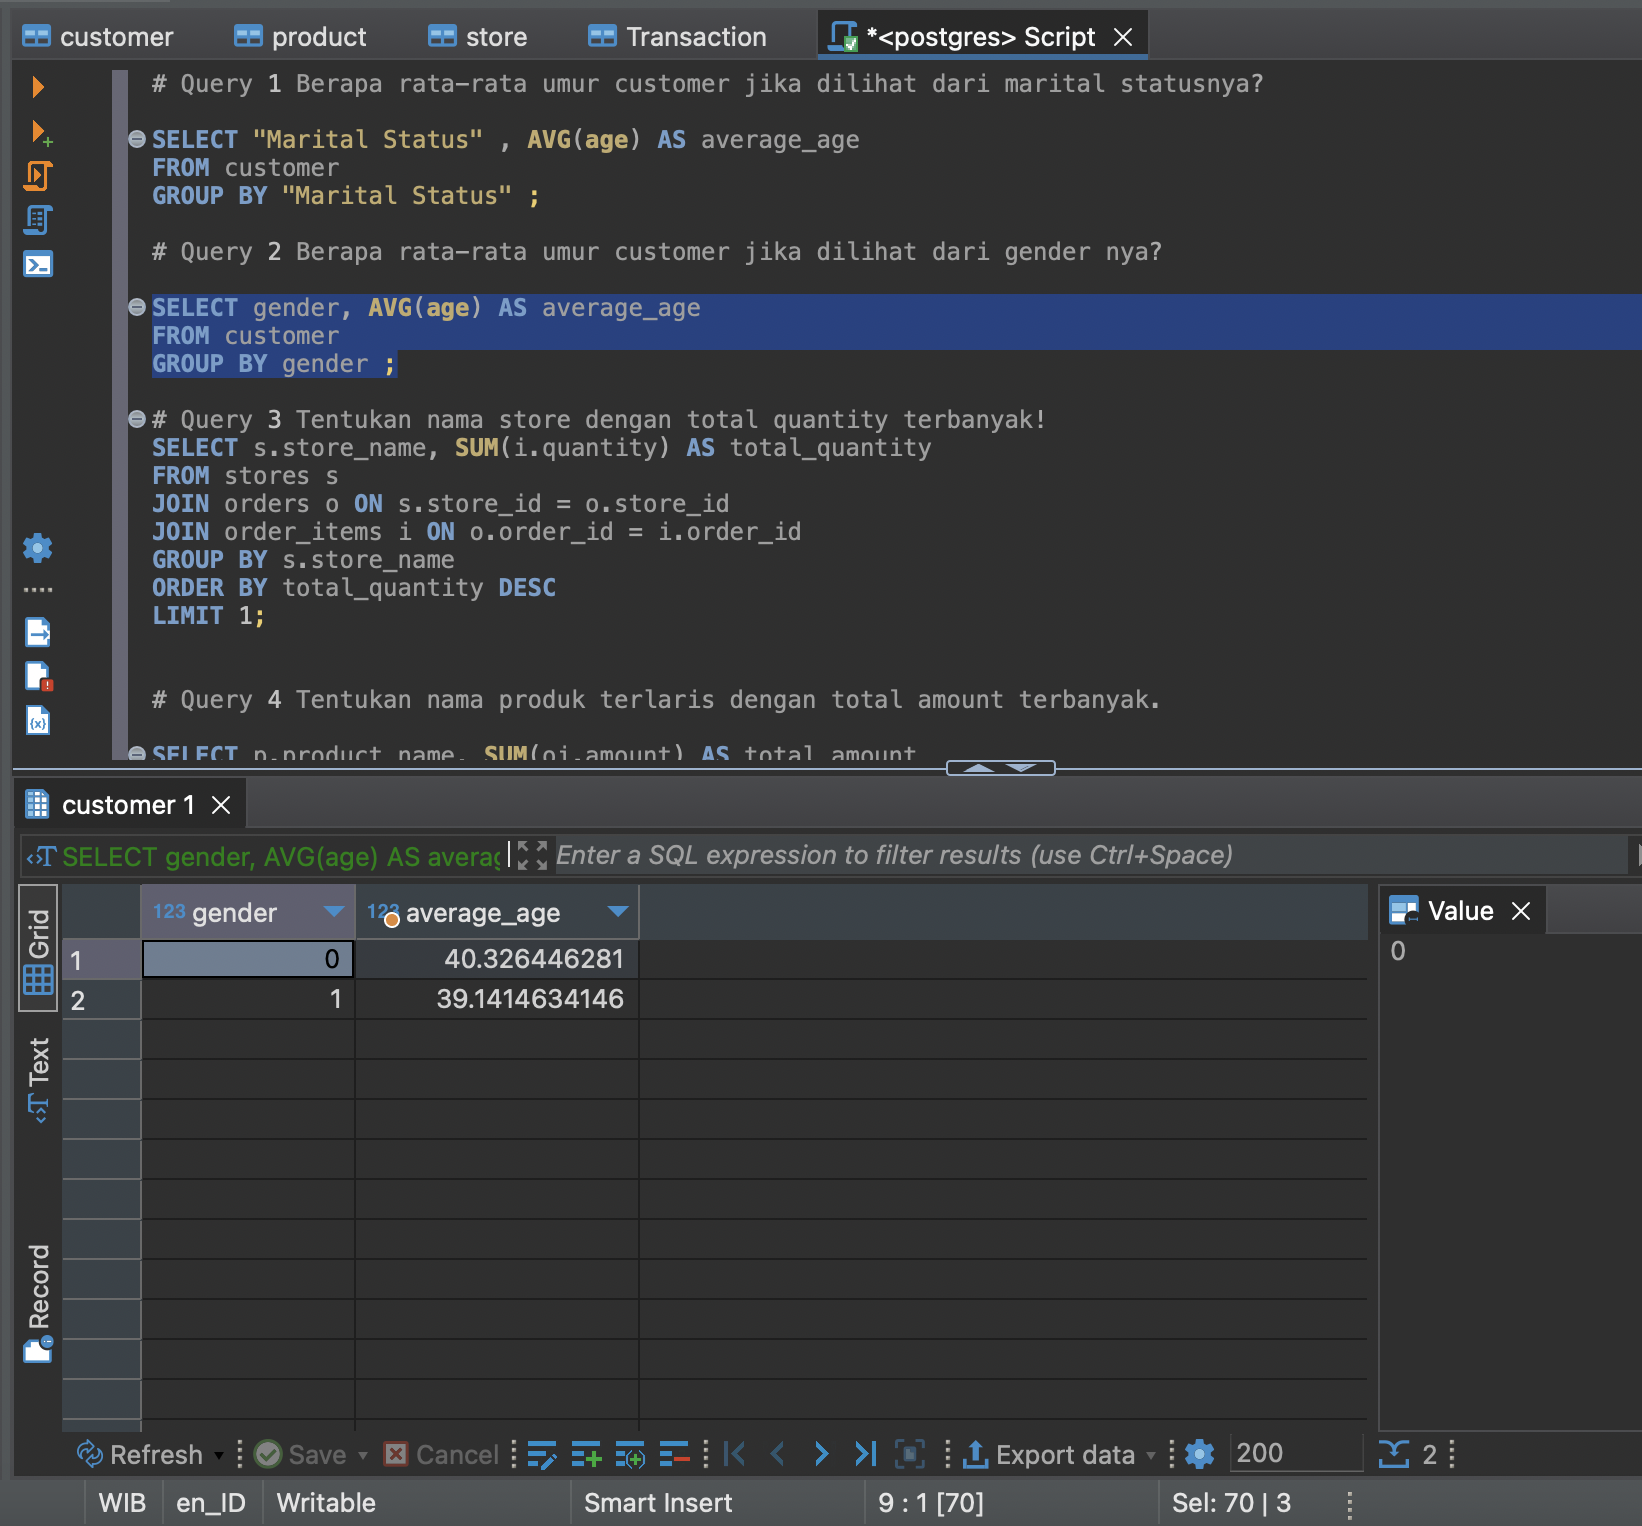 customer product store Transaction *<postgres> Script
# Query 1 Berapa rata-rata umur customer jika dilihat dari marital statusnya?
SELECT "Marital Status" , AVG(age) AS average_age
FROM customer
GROUP BY "Marital Status" ;
# Query 2 Berapa rata-rata umur customer jika dilihat dari gender nya?
SELECT gender, AVG(age) AS average_age
FROM customer
GROUP BY gender ;
# Query 3 Tentukan nama store dengan total quantity terbanyak!
SELECT s.store_name, SUM(i.quantity) AS total_quantity
FROM stores s
JOIN orders o ON s.store_id = o.store_id
JOIN order_items i ON o.order_id = i.order_id
GROUP BY s.store_name
ORDER BY total_quantity DESC
LIMIT 1;
# Query 4 Tentukan nama produk terlaris dengan total amount terbanyak.
SELECT p.product_name, SUM(oi.amount) AS total_amount
customer 1
SELECT gender, AVG(age) AS averag Enter a SQL expression to filter results (use Ctrl+Space)
Grid
Text
Record
123 gender 123 average_age
1 0 40.326446281
2 1 39.1414634146
Value
0
Refresh Save Cancel Export data 200 2
WIB en_ID Writable Smart Insert 9 : 1 [70] Sel: 70 | 3